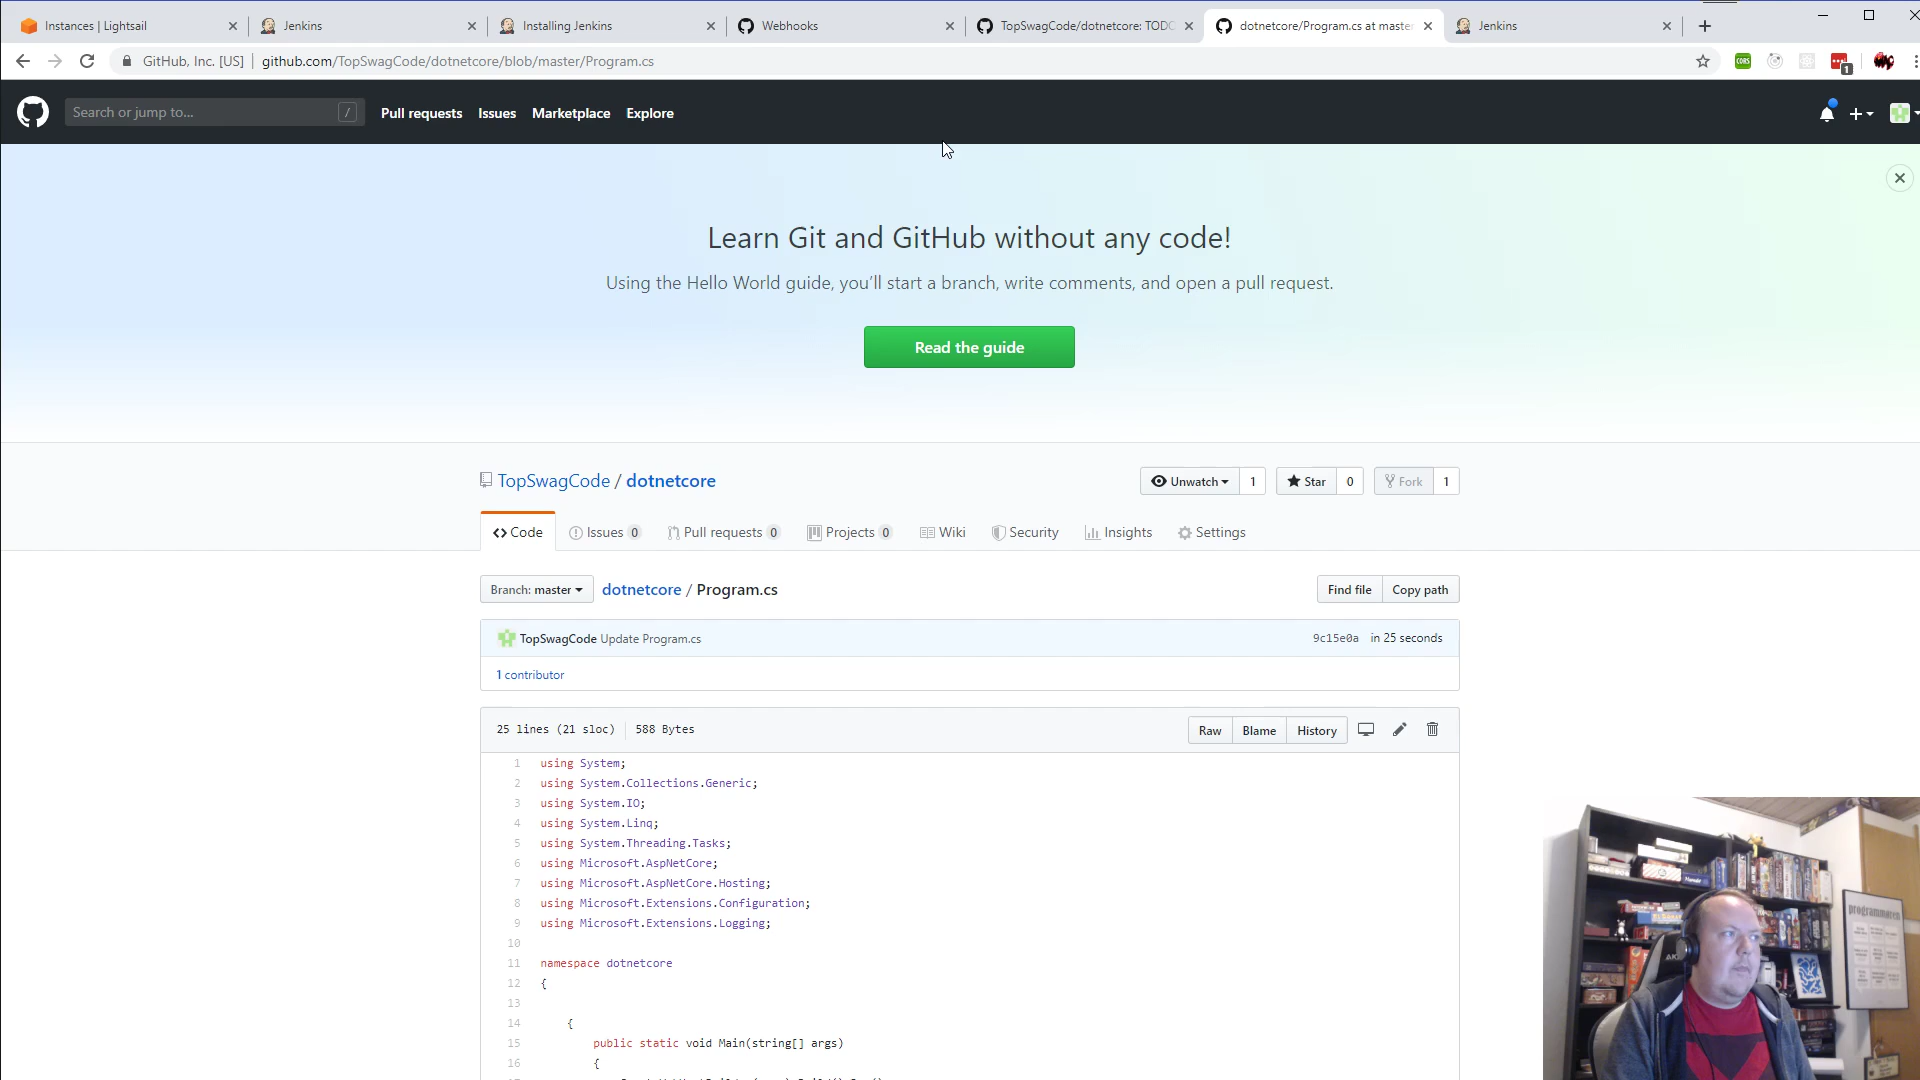 Instances | Lightsail
Jenkins
Installing Jenkins
Webhooks
TopSwagCode/dotnetcore: TODO
dotnetcore/Program.cs at master
Jenkins
GitHub, Inc. [US] github.com/TopSwagCode/dotnetcore/blob/master/Program.cs
CORS
1
Search or jump to... /
Pull requests
Issues
Marketplace
Explore
Learn Git and GitHub without any code!
Using the Hello World guide, you’ll start a branch, write comments, and open a pull request.
Read the guide
TopSwagCode / dotnetcore
Unwatch 1
Star 0
Fork 1
Code
Issues 0
Pull requests 0
Projects 0
Wiki
Security
Insights
Settings
Branch: master
dotnetcore / Program.cs
Find file
Copy path
TopSwagCode Update Program.cs
9c15e0a in 25 seconds
1 contributor
25 lines (21 sloc) 588 Bytes
Raw
Blame
History
1 using System;
2 using System.Collections.Generic;
3 using System.IO;
4 using System.Linq;
5 using System.Threading.Tasks;
6 using Microsoft.AspNetCore;
7 using Microsoft.AspNetCore.Hosting;
8 using Microsoft.Extensions.Configuration;
9 using Microsoft.Extensions.Logging;
10
11 namespace dotnetcore
12 {
13
14 {
15 public static void Main(string[] args)
16 {
programmøren